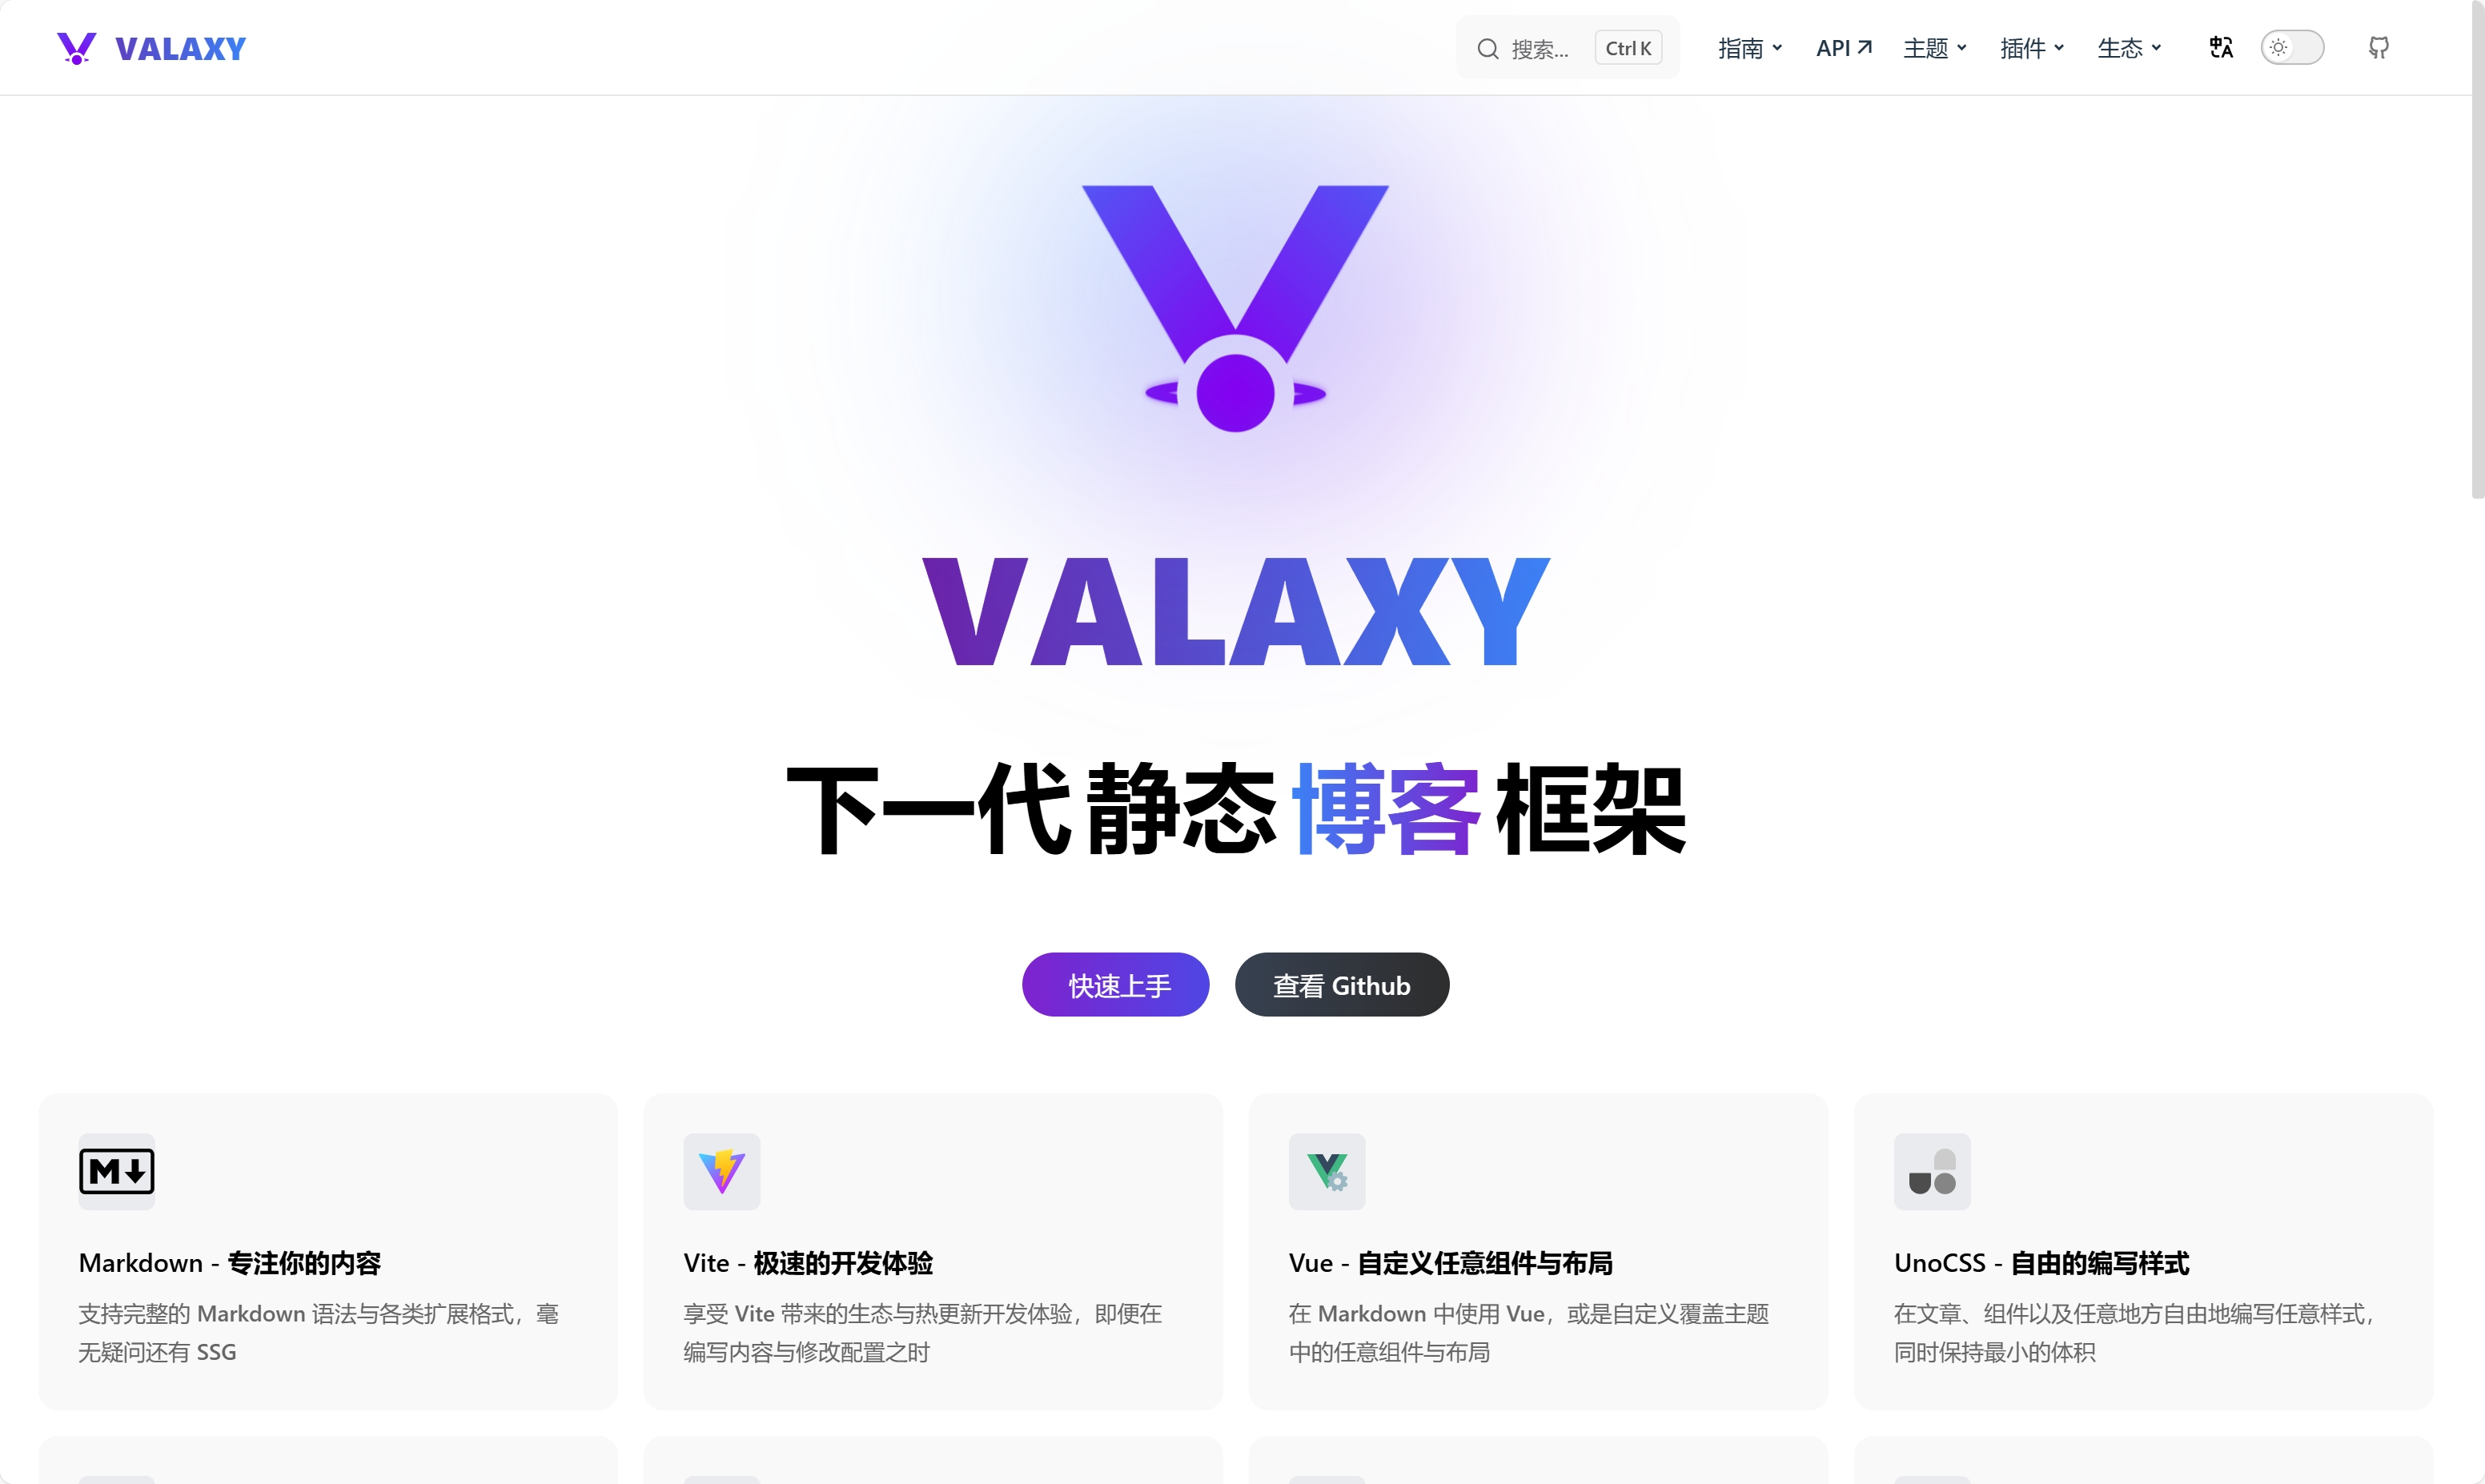 VALAXY
搜索... Ctrl K 指南 API 主题 插件 生态
VALAXY
下一代 静态 博客 框架
快速上手 查看 Github
Markdown - 专注你的内容
支持完整的 Markdown 语法与各类扩展格式，毫
无疑问还有 SSG
Vite - 极速的开发体验
享受 Vite 带来的生态与热更新开发体验，即便在
编写内容与修改配置之时
Vue - 自定义任意组件与布局
在 Markdown 中使用 Vue，或是自定义覆盖主题
中的任意组件与布局
UnoCSS - 自由的编写样式
在文章、组件以及任意地方自由地编写任意样式，
同时保持最小的体积